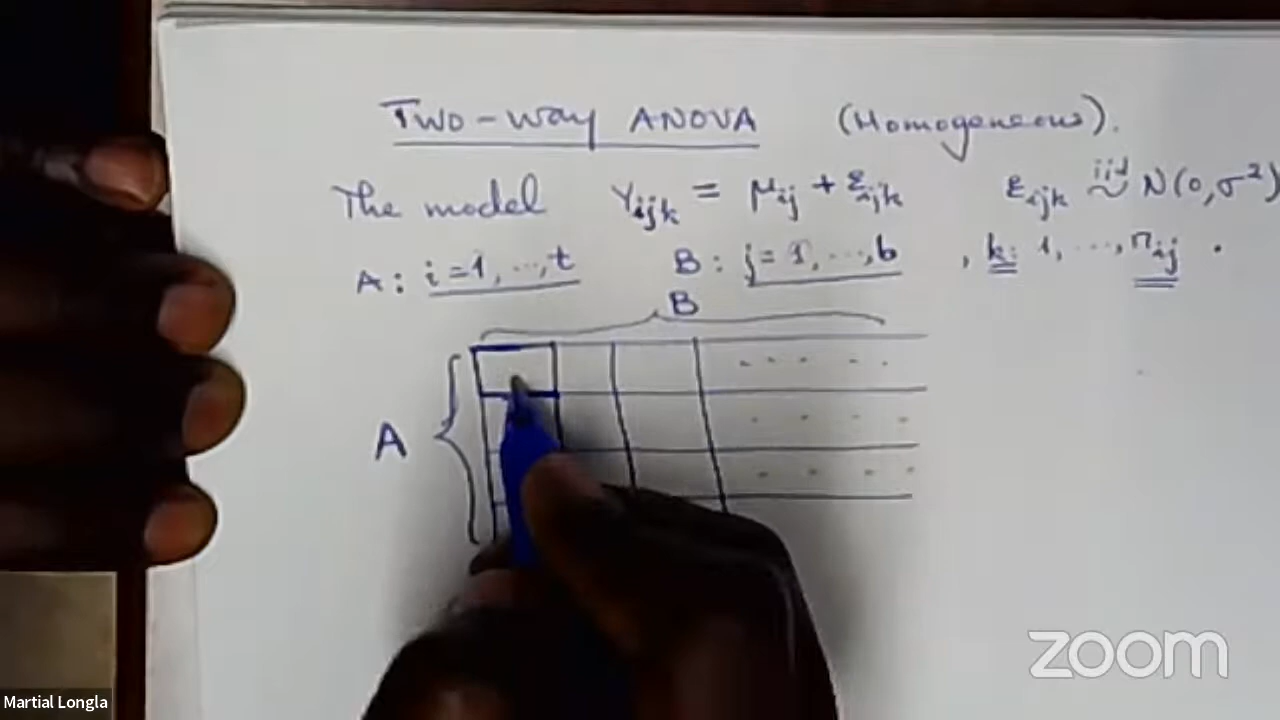 Two-way ANOVA (Homogeneous).
The model Yijk = μij + εijk εijk iid ~ N(0, σ²)
A: i=1, ..., t B: j=1, ..., b , k: 1, ..., nij .
B
A
zoom
Martial Longla